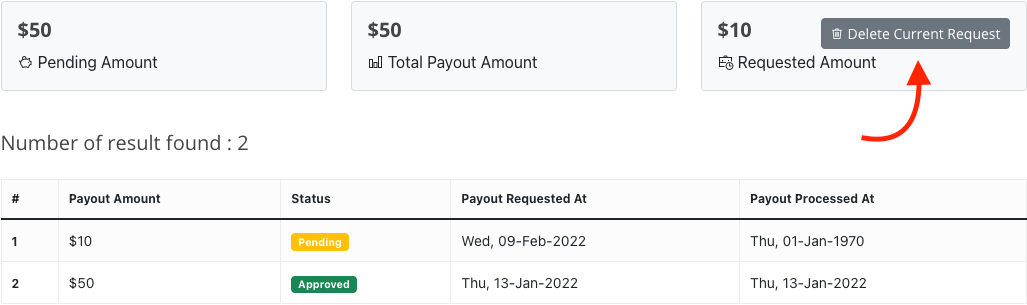 $50
Pending Amount
$50
Total Payout Amount
$10
Delete Current Request
Requested Amount
Number of result found : 2
# Payout Amount Status Payout Requested At Payout Processed At
1 $10 Pending Wed, 09-Feb-2022 Thu, 01-Jan-1970
2 $50 Approved Thu, 13-Jan-2022 Thu, 13-Jan-2022